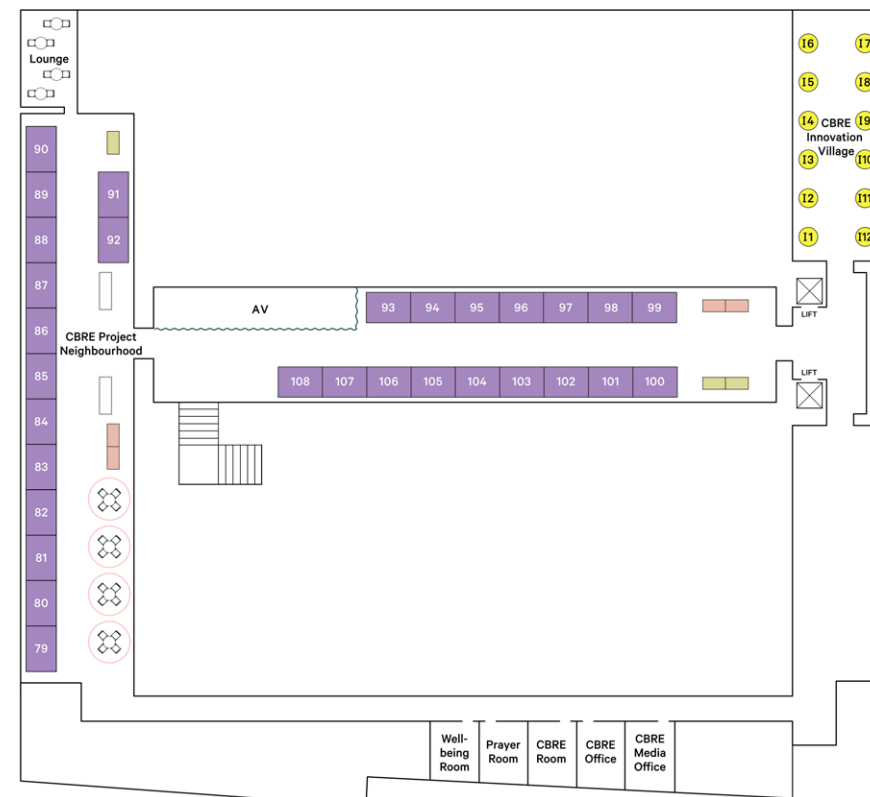 Lounge
I6 I7
I5 I8
I4 CBRE I9
Innovation
I3 Village I10
I2 I11
I1 I12
90
89 91
88 92
87
86
CBRE Project
Neighbourhood
85
84
83
82
81
80
79
AV
93 94 95 96 97 98 99
LIFT
LIFT
108 107 106 105 104 103 102 101 100
Well-
being
Room
Prayer
Room
CBRE
Room
CBRE
Office
CBRE
Media
Office